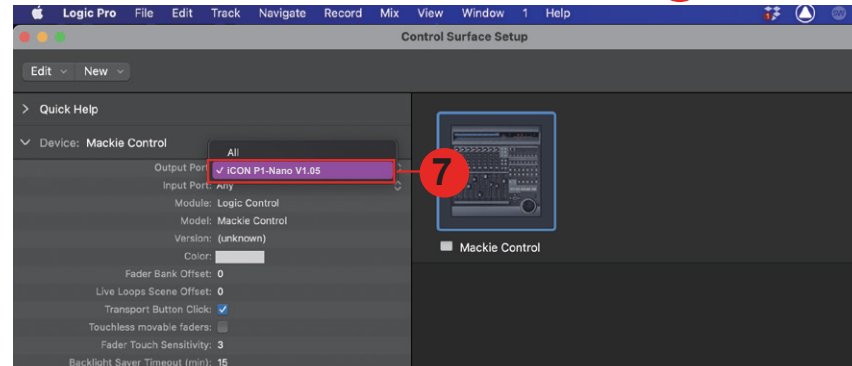 Logic Pro File Edit Track Navigate Record Mix View Window 1 Help
Control Surface Setup
Edit New
Quick Help
Device: Mackie Control
All
Output Port
✓ iCON P1-Nano V1.05
7
Input Port: Any
Module: Logic Control
Model: Mackie Control
Version: (unknown)
Color:
Fader Bank Offset: 0
Live Loops Scene Offset: 0
Transport Button Click:
Touchless movable faders:
Fader Touch Sensitivity: 3
Backlight Saver Timeout (min): 15
Mackie Control